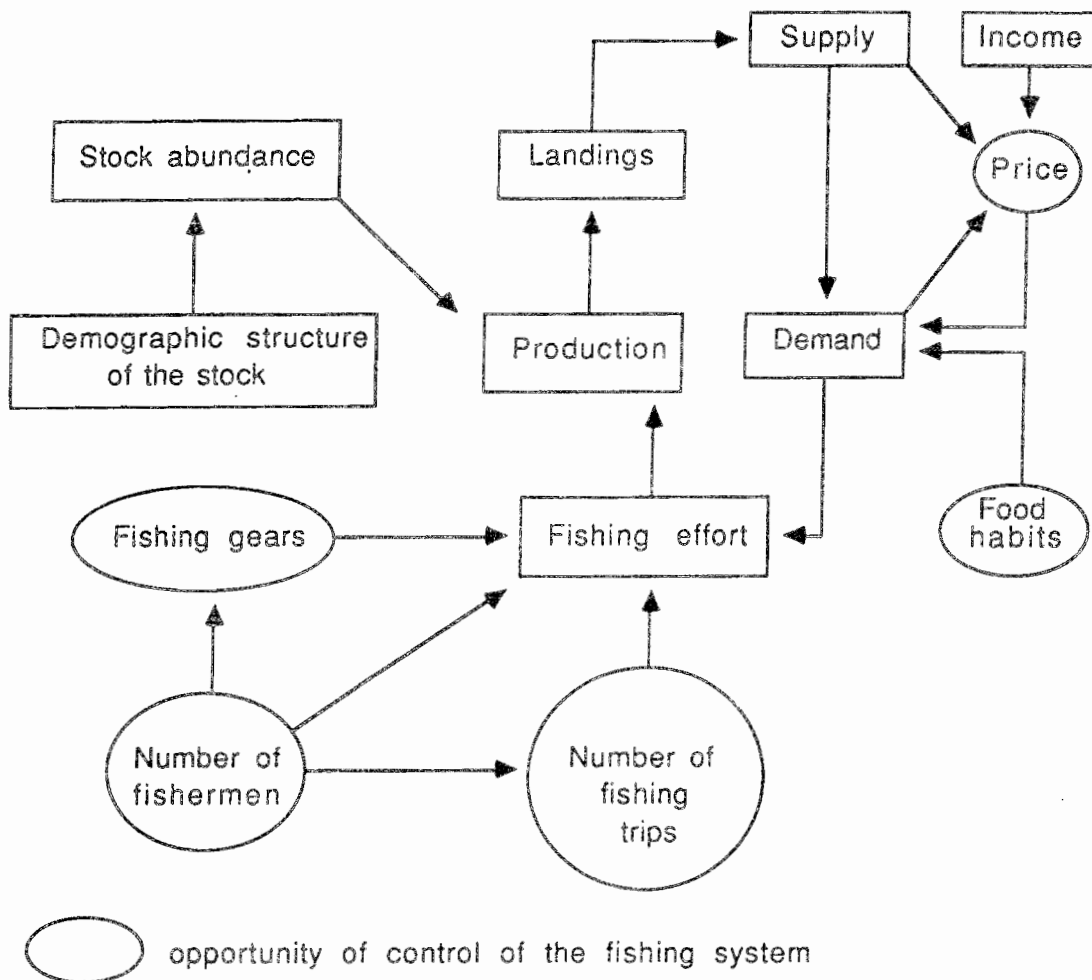 Supply
Income
Stock abundance
Landings
Price
Demographic structure
of the stock
Production
Demand
Fishing gears
Fishing effort
Food
habits
Number of
fishermen
Number of
fishing
trips
opportunity of control of the fishing system